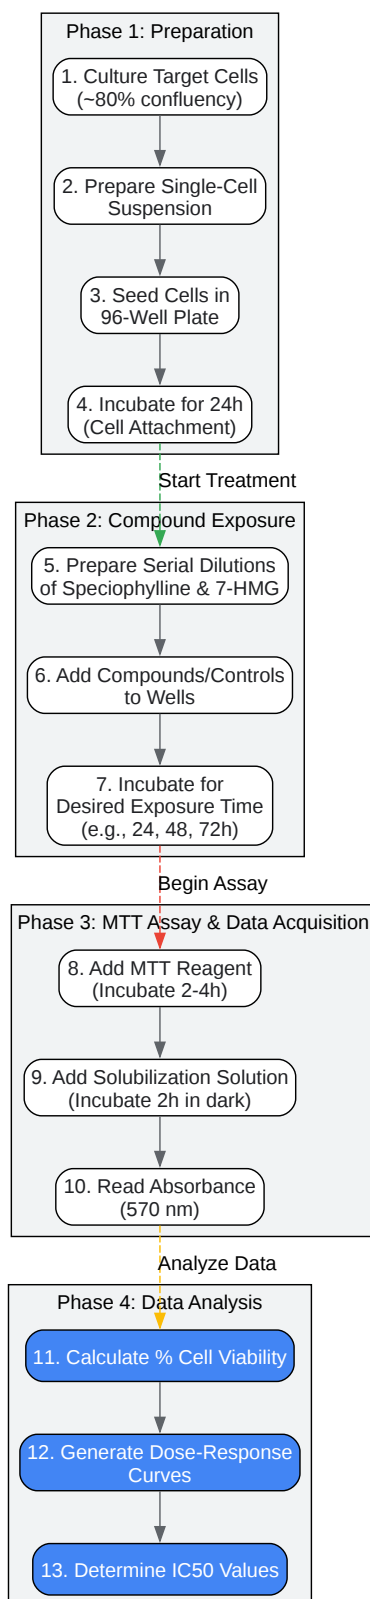 Phase 1: Preparation
1. Culture Target Cells
(~80% confluency)
2. Prepare Single-Cell
Suspension
3. Seed Cells in
96-Well Plate
4. Incubate for 24h
(Cell Attachment)
Start Treatment
Phase 2: Compound Exposure
5. Prepare Serial Dilutions
of Speciophylline & 7-HMG
6. Add Compounds/Controls
to Wells
7. Incubate for
Desired Exposure Time
(e.g., 24, 48, 72h)
Begin Assay
Phase 3: MTT Assay & Data Acquisition
8. Add MTT Reagent
(Incubate 2-4h)
9. Add Solubilization Solution
(Incubate 2h in dark)
10. Read Absorbance
(570 nm)
Analyze Data
Phase 4: Data Analysis
11. Calculate % Cell Viability
12. Generate Dose-Response
Curves
13. Determine IC50 Values